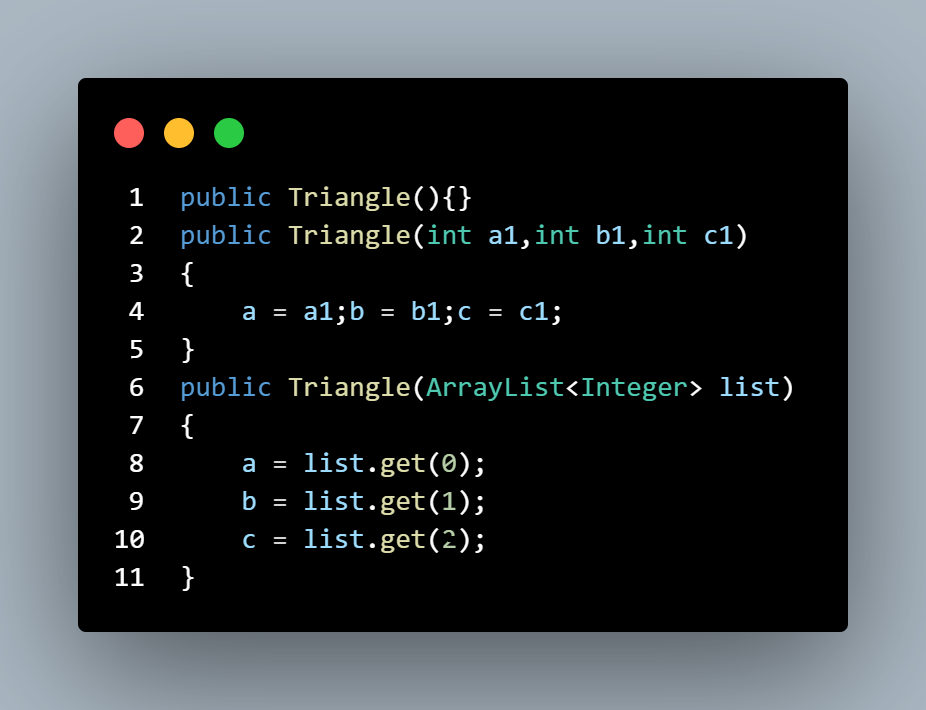 1 public Triangle(){}
2 public Triangle(int a1,int b1,int c1)
3 {
4     a = a1;b = b1;c = c1;
5 }
6 public Triangle(ArrayList<Integer> list)
7 {
8     a = list.get(0);
9     b = list.get(1);
10     c = list.get(2);
11 }